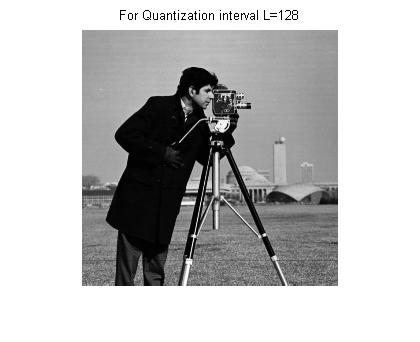 For Quantization interval L=128